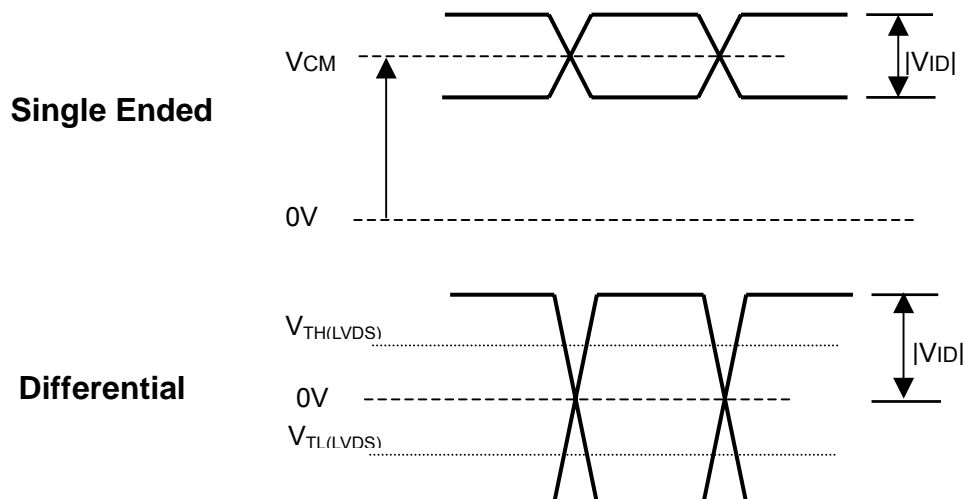 VCM
|VID|
Single Ended
0V
VTH(LVDS)
|VID|
Differential
0V
VTL(LVDS)